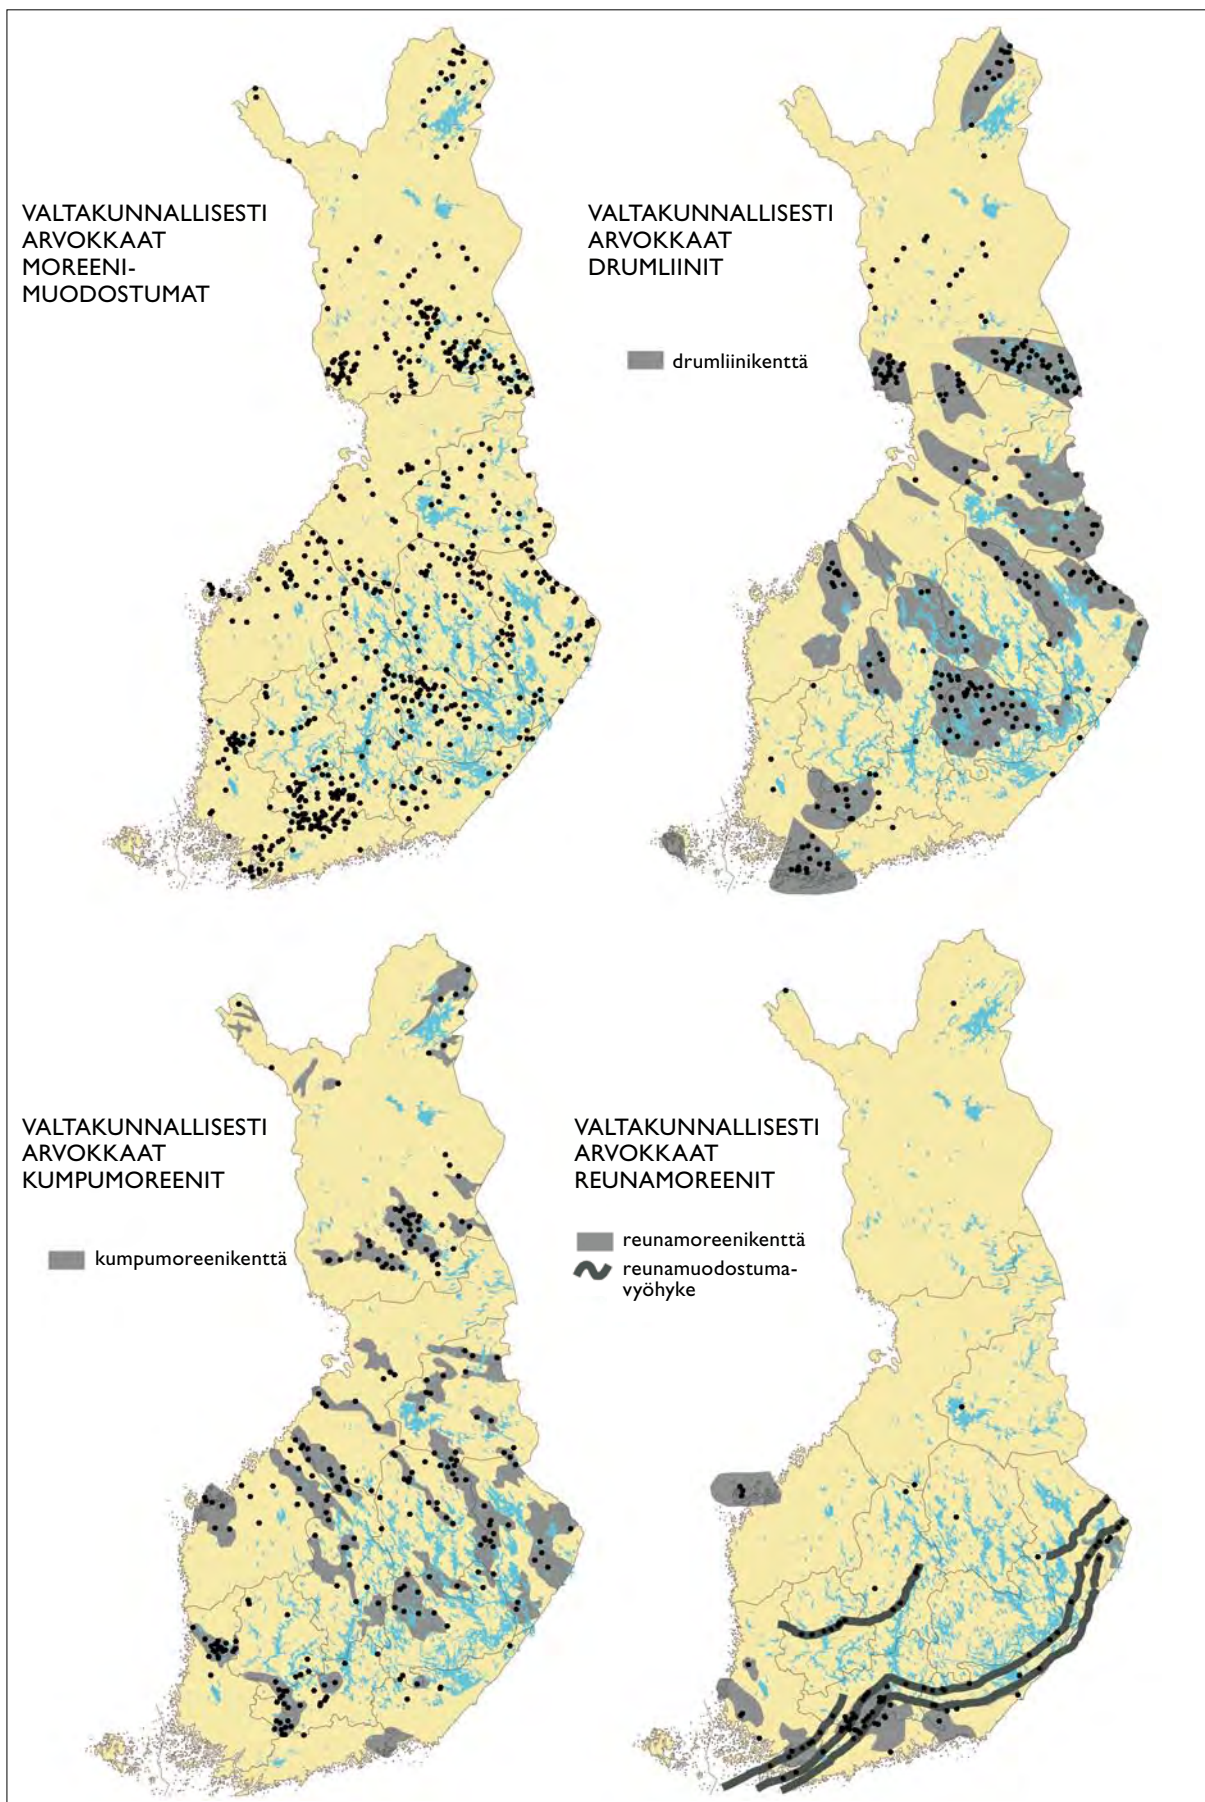 VALTAKUNNALLISESTI
ARVOKKAAT
MOREENI-
MUODOSTUMAT
VALTAKUNNALLISESTI
ARVOKKAAT
DRUMLIINIT
drumliinikenttä
VALTAKUNNALLISESTI
ARVOKKAAT
KUMPUMOREENIT
kumpumoreenikenttä
VALTAKUNNALLISESTI
ARVOKKAAT
REUNAMOREENIT
reunamoreenikenttä
reunamuodostuma-
vyöhyke